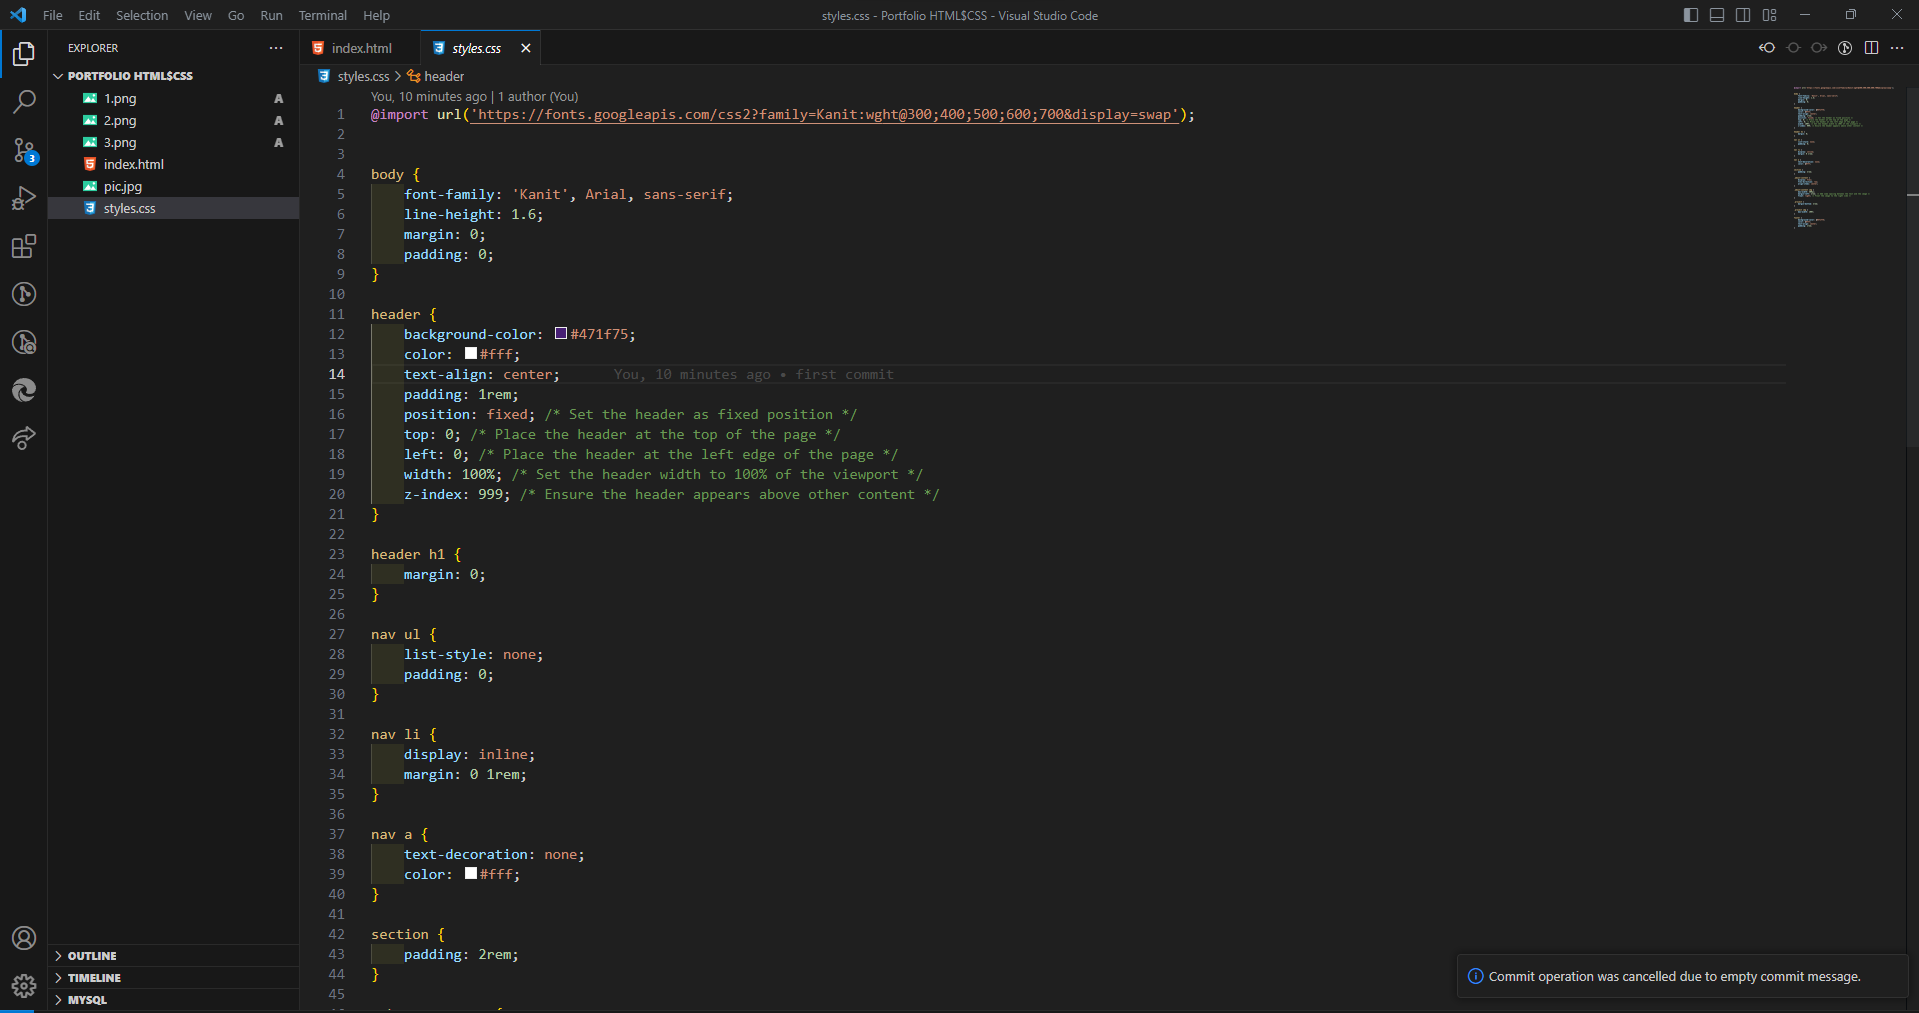 File Edit Selection View Go Run Terminal Help
styles.css - Portfolio HTML$CSS - Visual Studio Code
EXPLORER
PORTFOLIO HTML$CSS
1.png A
2.png A
3.png A
index.html
pic.jpg
styles.css
3
OUTLINE
TIMELINE
MYSQL
index.html
styles.css
styles.css > header
You, 10 minutes ago | 1 author (You)
1 @import url('https://fonts.googleapis.com/css2?family=Kanit:wght@300;400;500;600;700&display=swap');
2
3
4 body {
5 font-family: 'Kanit', Arial, sans-serif;
6 line-height: 1.6;
7 margin: 0;
8 padding: 0;
9 }
10
11 header {
12 background-color: #471f75;
13 color: #fff;
14 text-align: center; You, 10 minutes ago • first commit
15 padding: 1rem;
16 position: fixed; /* Set the header as fixed position */
17 top: 0; /* Place the header at the top of the page */
18 left: 0; /* Place the header at the left edge of the page */
19 width: 100%; /* Set the header width to 100% of the viewport */
20 z-index: 999; /* Ensure the header appears above other content */
21 }
22
23 header h1 {
24 margin: 0;
25 }
26
27 nav ul {
28 list-style: none;
29 padding: 0;
30 }
31
32 nav li {
33 display: inline;
34 margin: 0 1rem;
35 }
36
37 nav a {
38 text-decoration: none;
39 color: #fff;
40 }
41
42 section {
43 padding: 2rem;
44 }
45
Commit operation was cancelled due to empty commit message.